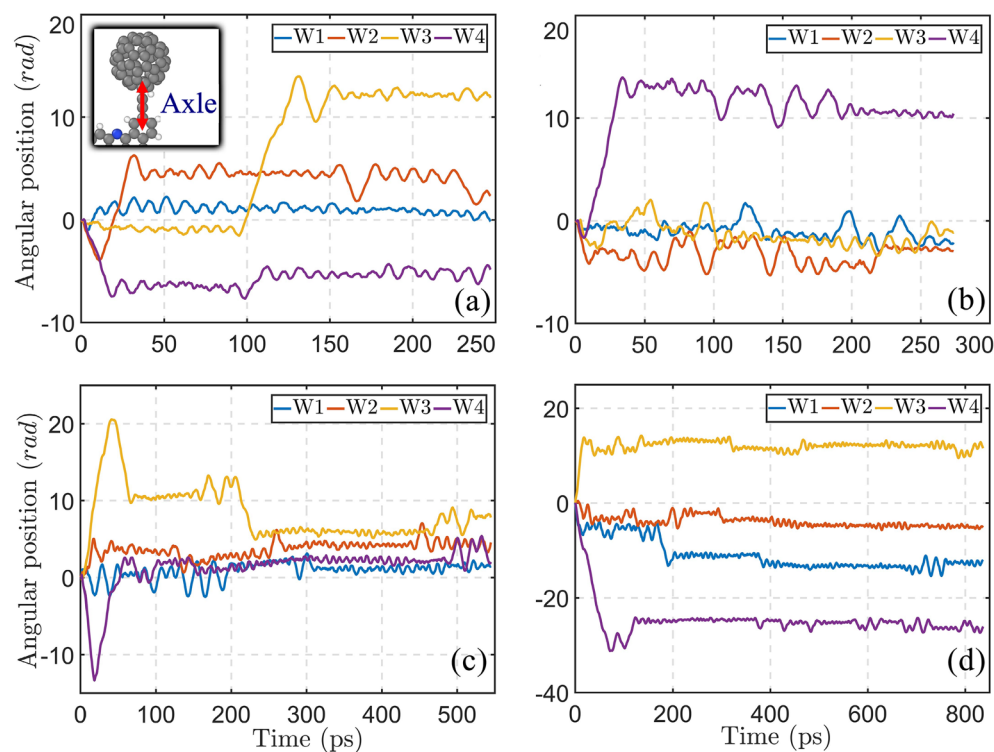 W1 W2 W3 W4
Axle
Angular position (rad)
20
10
0
-10
0 50 100 150 200 250
(a)
W1 W2 W3 W4
20
10
0
-10
0 50 100 150 200 250 300
(b)
W1 W2 W3 W4
Angular position (rad)
20
10
0
-10
0 100 200 300 400 500
Time (ps)
(c)
W1 W2 W3 W4
20
0
-20
-40
0 200 400 600 800
Time (ps)
(d)